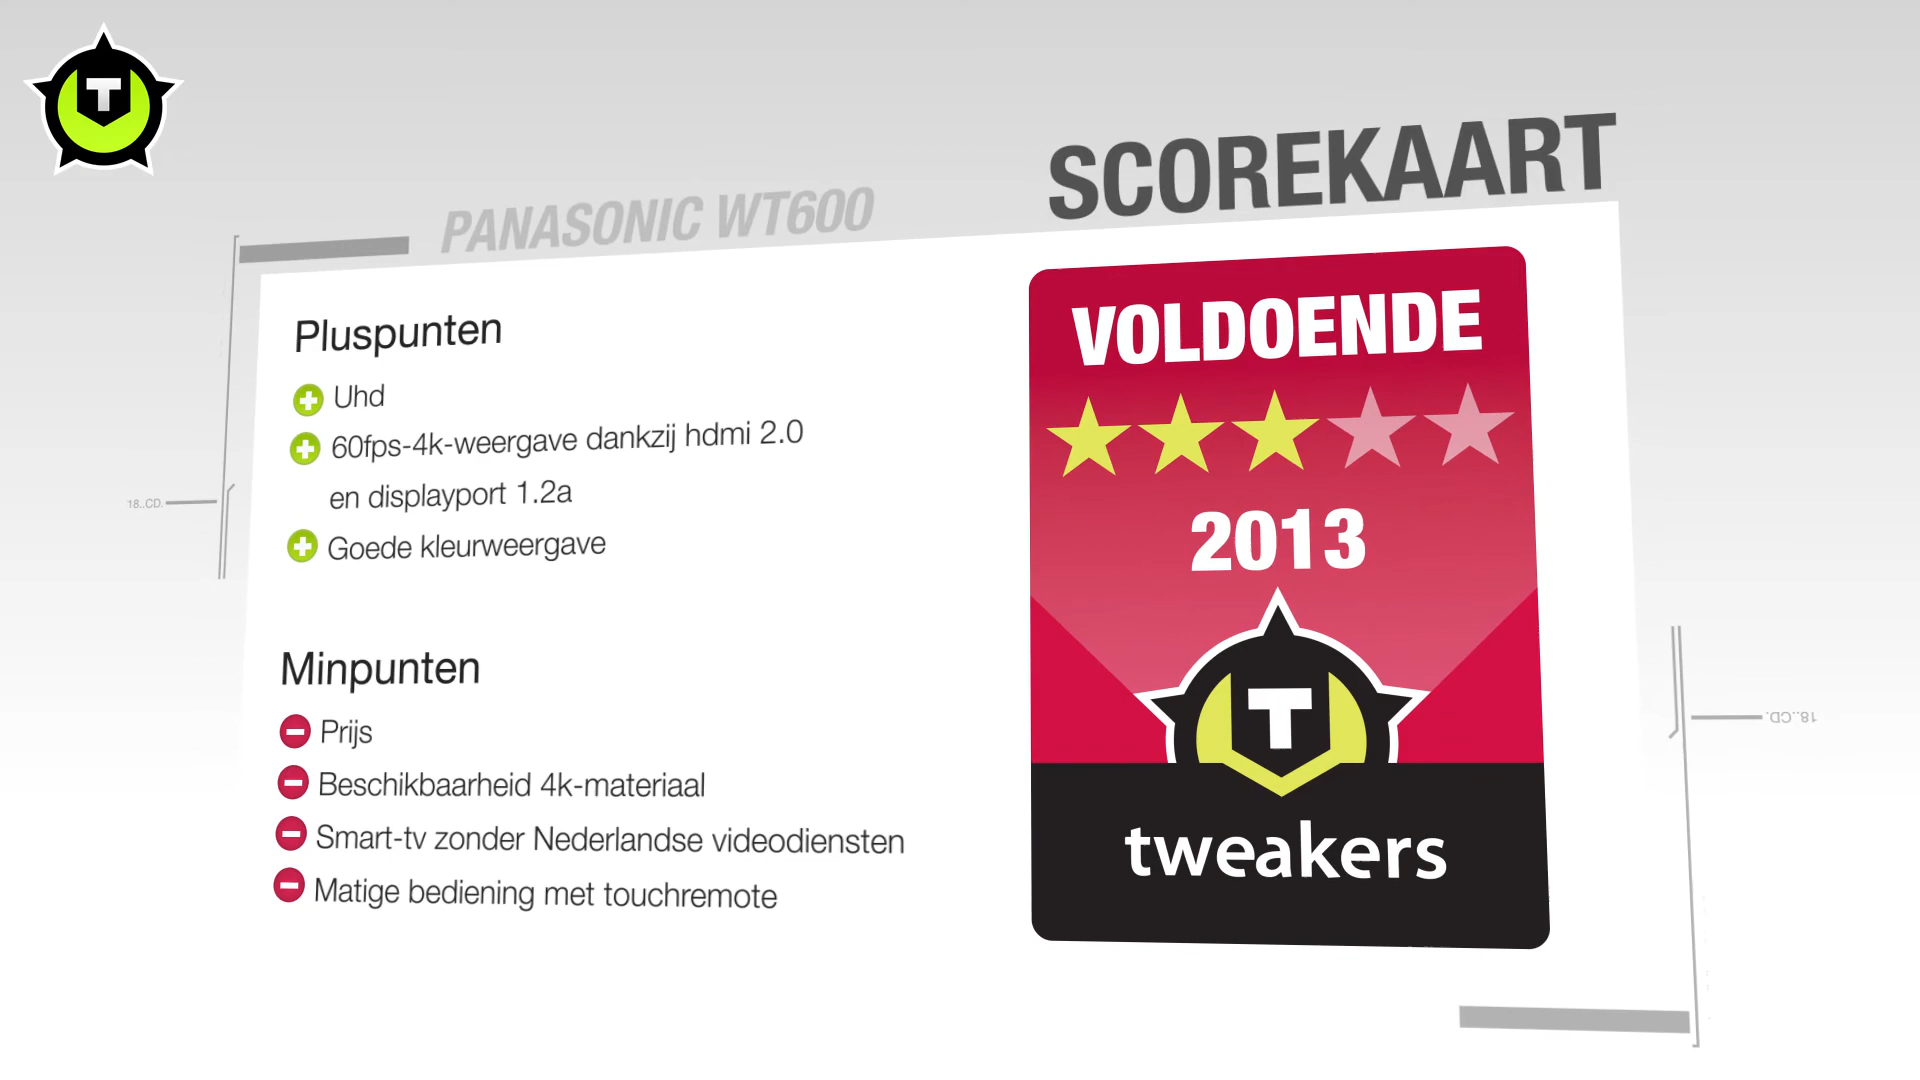 T
SCOREKAART
PANASONIC WT600
Pluspunten
Uhd
60fps-4k-weergave dankzij hdmi 2.0
en displayport 1.2a
Goede kleurweergave
Minpunten
Prijs
Beschikbaarheid 4k-materiaal
Smart-tv zonder Nederlandse videodiensten
Matige bediening met touchremote
VOLDOENDE
2013
T
tweakers
18..CD.
18..CD.